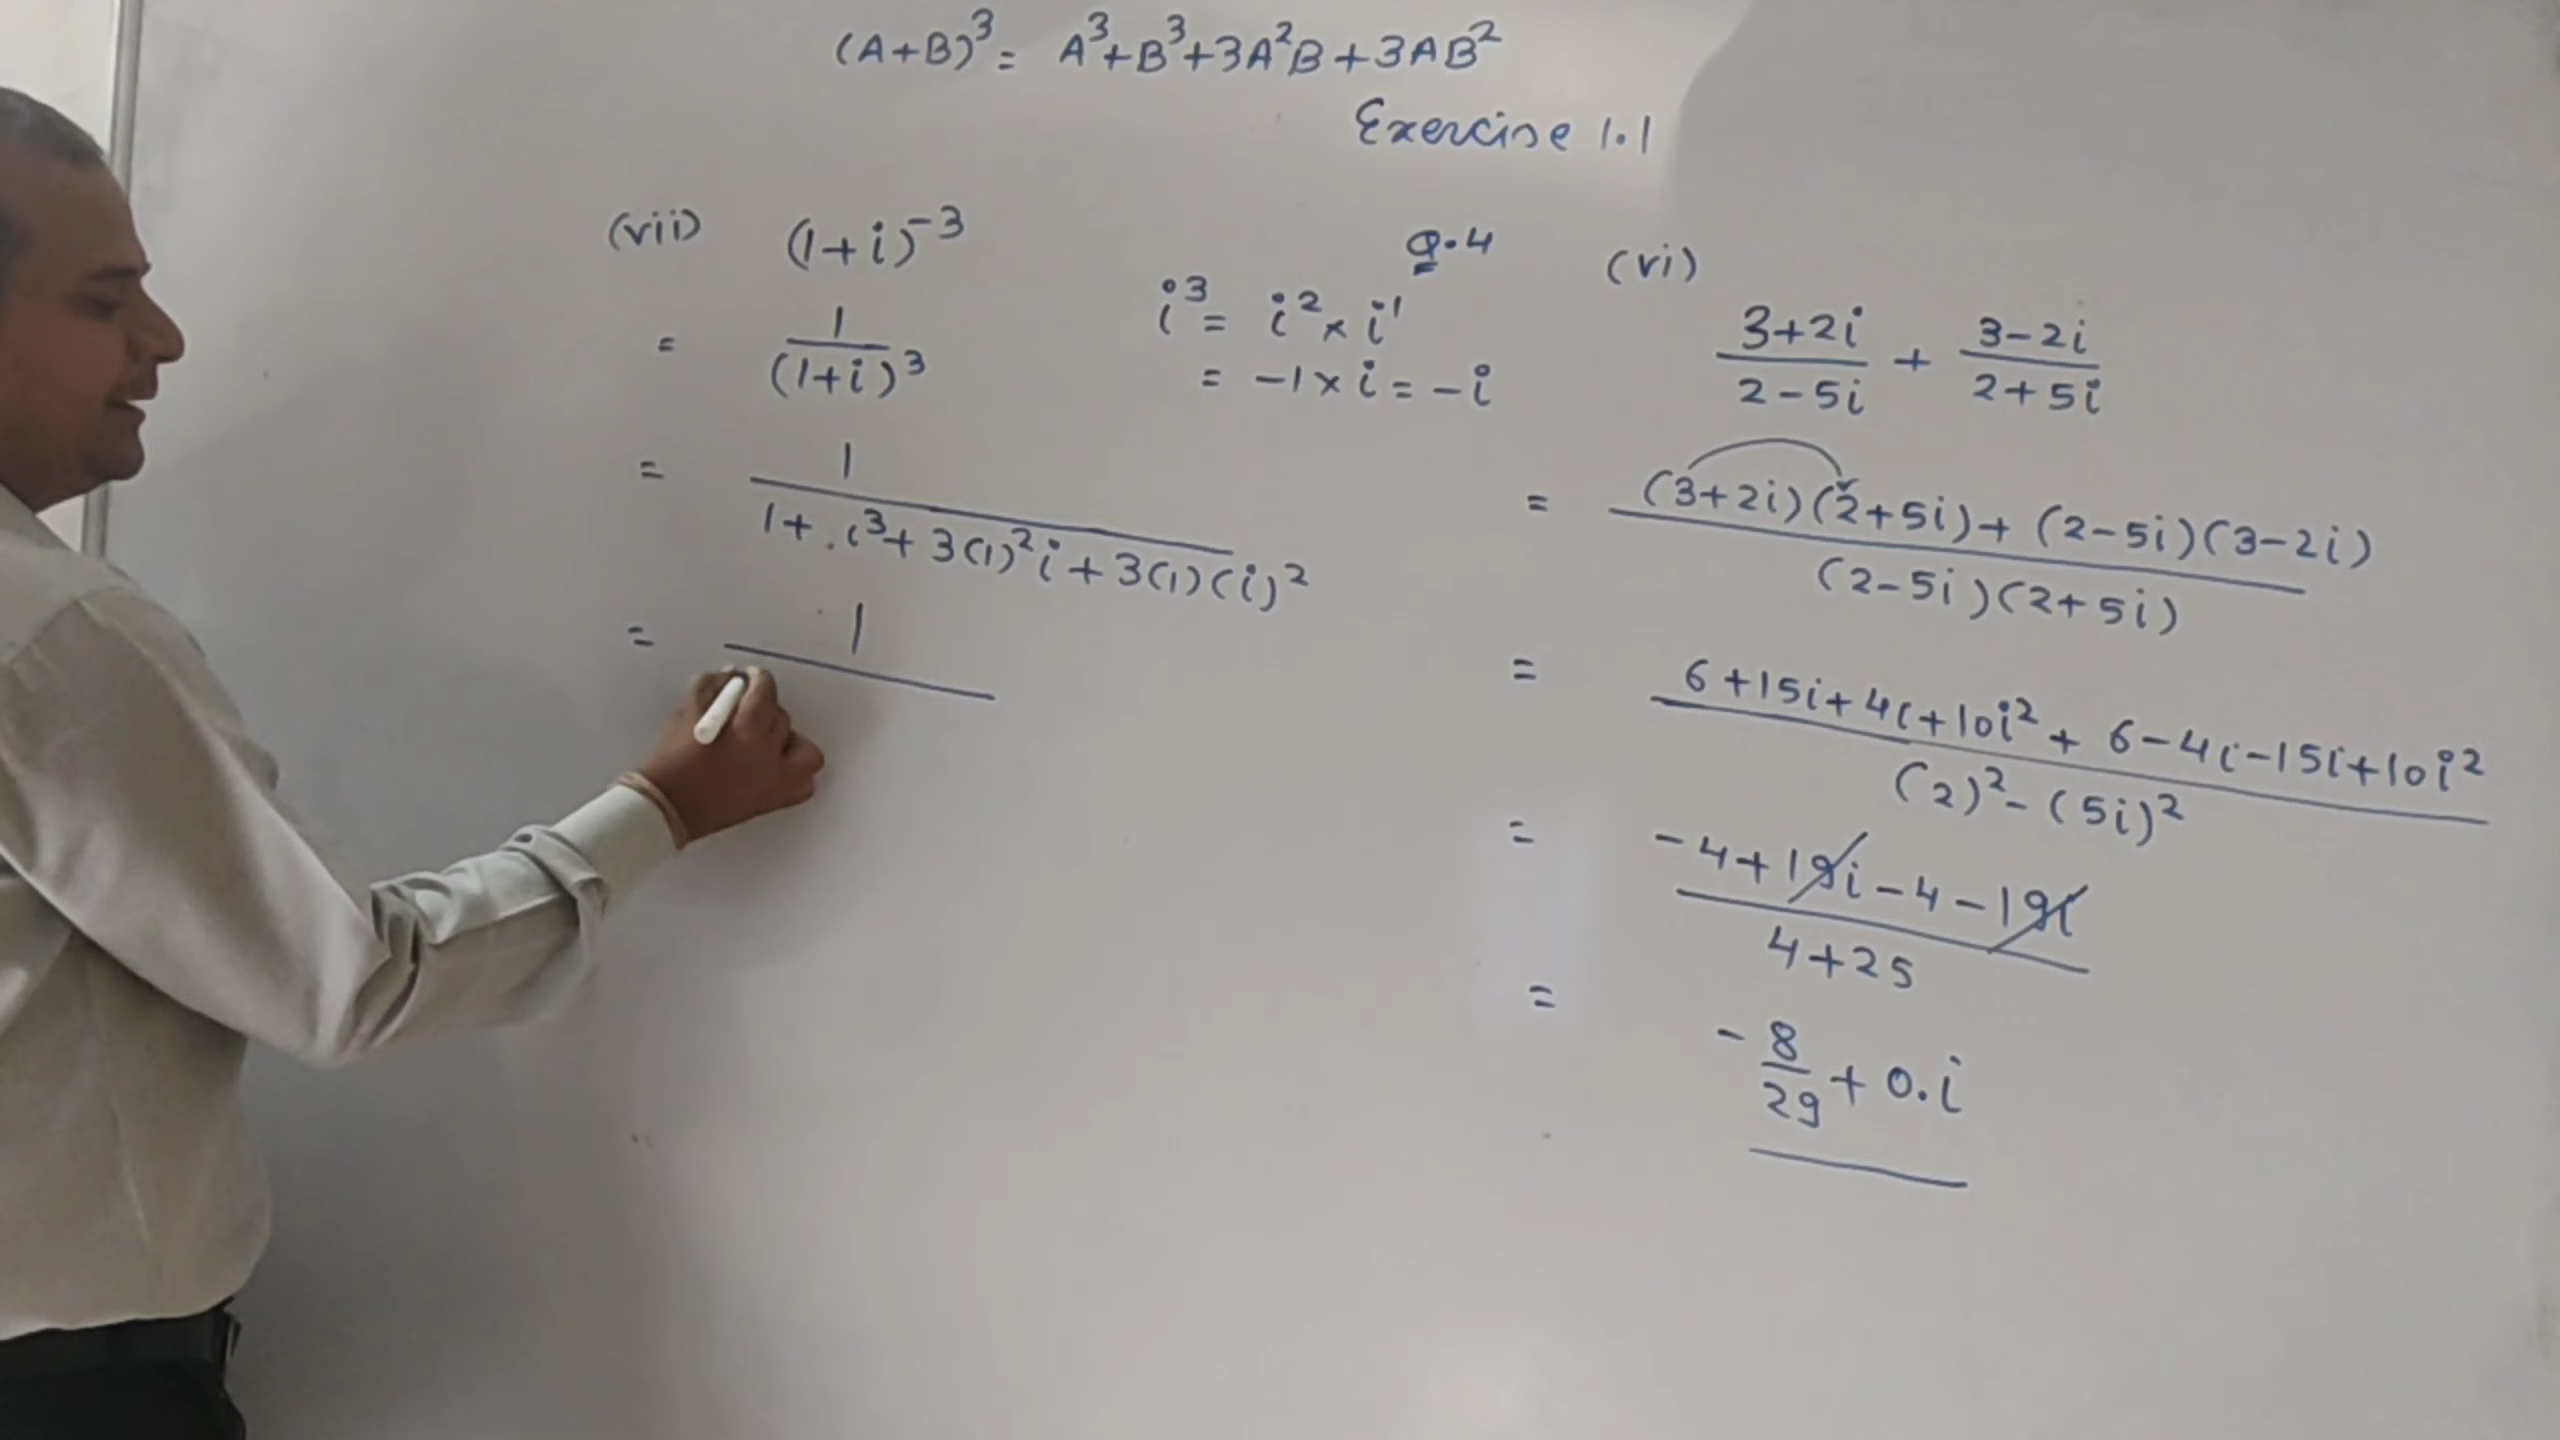 (A+B)³ = A³+B³+3A²B+3AB²
Exercise 1.1
(vii) (1+i)⁻³
= 1/(1+i)³
= 1/(1+i³+3(1)²i+3(1)(i)²)
= 1
i³ = i² × i¹
= -1 × i = -i
Q.4 (vi)
(3+2i)/(2-5i) + (3-2i)/(2+5i)
= ((3+2i)(2+5i)+(2-5i)(3-2i))/((2-5i)(2+5i))
= (6+15i+4i+10i²+6-4i-15i+10i²)/((2)²-(5i)²)
= (-4+19i-4-19i)/(4+25)
= -8/29 + 0.i